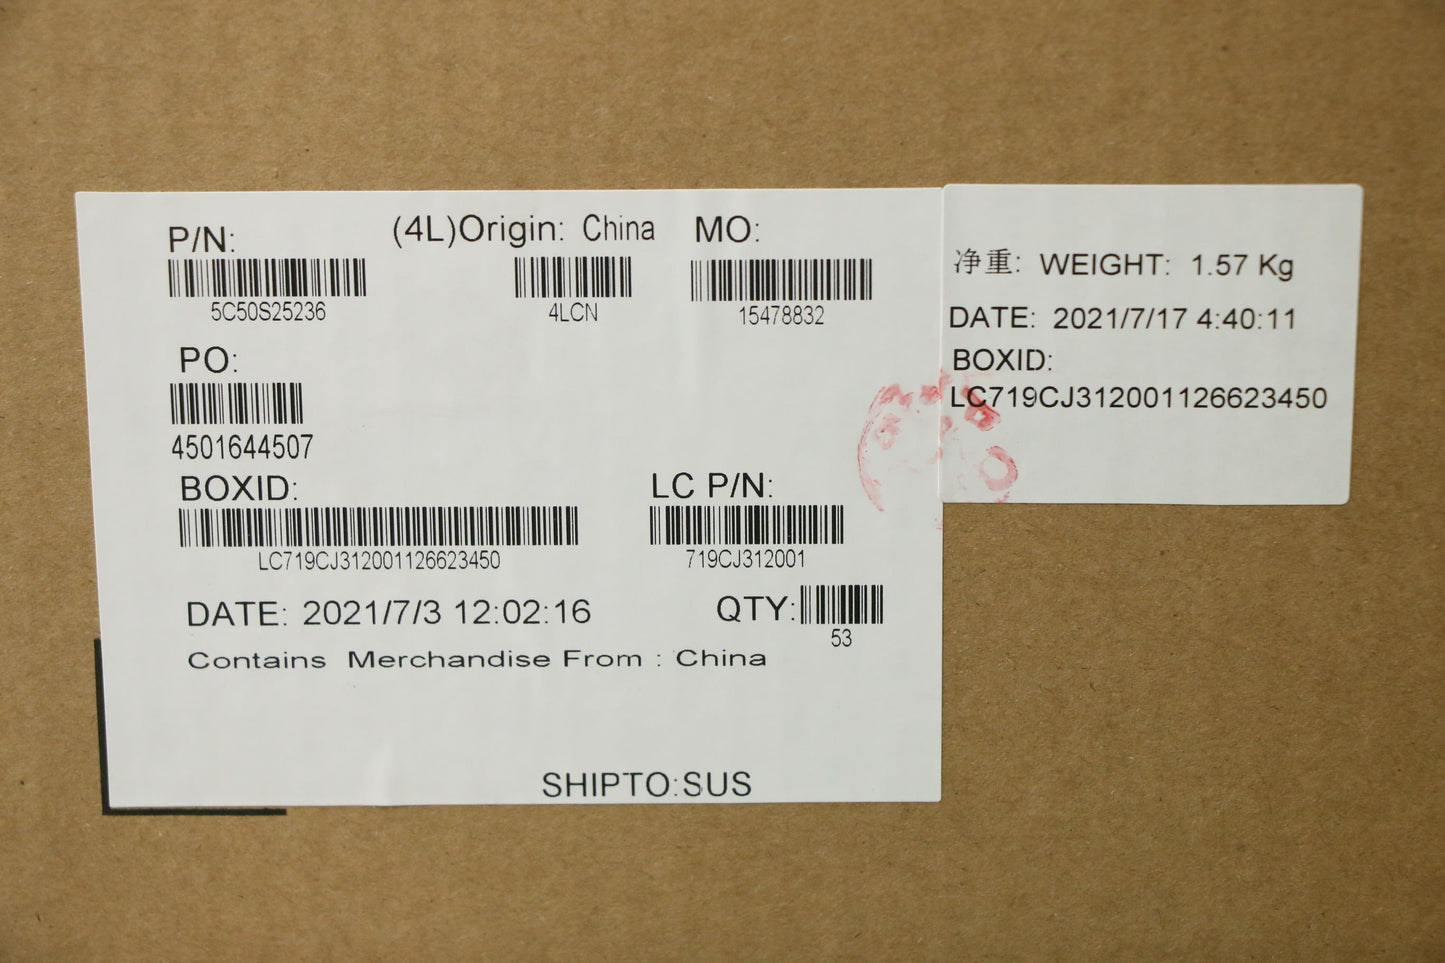 P/N:
5C50S25236
(4L)Origin: China
4LCN
MO:
15478832
PO:
4501644507
BOXID:
LC719CJ312001126623450
LC P/N:
719CJ312001
DATE: 2021/7/3 12:02:16
QTY:
53
Contains Merchandise From : China
SHIPTO:SUS
净重: WEIGHT: 1.57 Kg
DATE: 2021/7/17 4:40:11
BOXID:
LC719CJ312001126623450